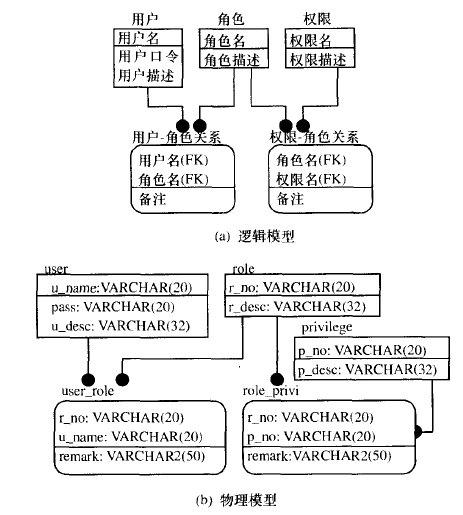 用户 角色 权限
用户名 角色名 权限名
用户口令 角色描述 权限描述
用户描述
用户-角色关系 权限-角色关系
用户名(FK) 角色名(FK)
角色名(FK) 权限名(FK)
备注 备注
(a) 逻辑模型
user role
u_name:VARCHAR(20) r_no; VARCHAR(20)
pass: VARCHAR(20) r_desc: VARCHAR(32)
u_desc: VARCHAR(32) privilege
p_no: VARCHAR(20)
p_desc: VARCHAR(32)
user_role role_privi
r_no: VARCHAR(20) r_no: VARCHAR(20)
u_name: VARCHAR(20) p_no: VARCHAR(20)
remark: VARCHAR2(50) remark:VARCHAR2(50)
(b) 物理模型